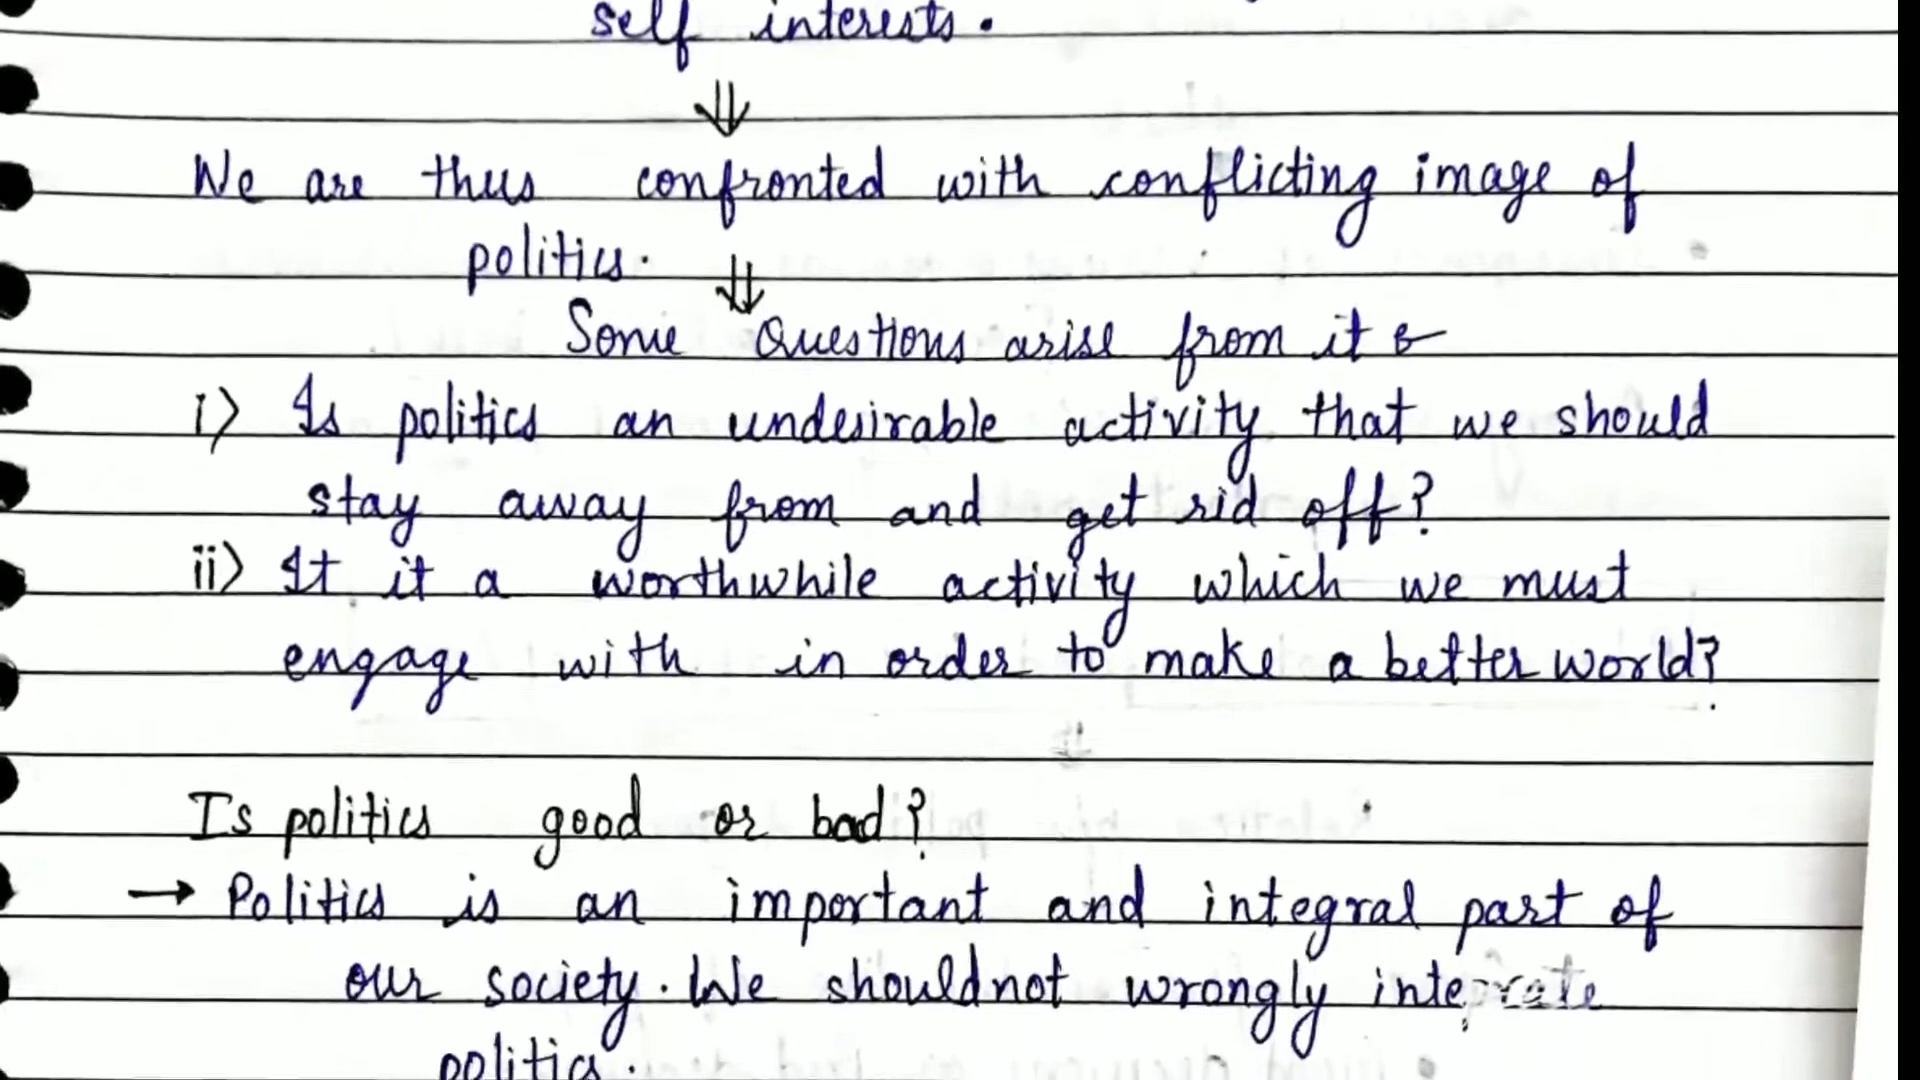 self interests.
⇓
We are thus confronted with conflicting image of
politics.
⇓
Some Questions arise from it :-
i) Is politics an undesirable activity that we should
stay away from and get rid off?
ii) It it a worthwhile activity which we must
engage with in order to make a better world?
Is politics good or bad?
→ Politics is an important and integral part of
our society. We should not wrongly inteprate
politics.